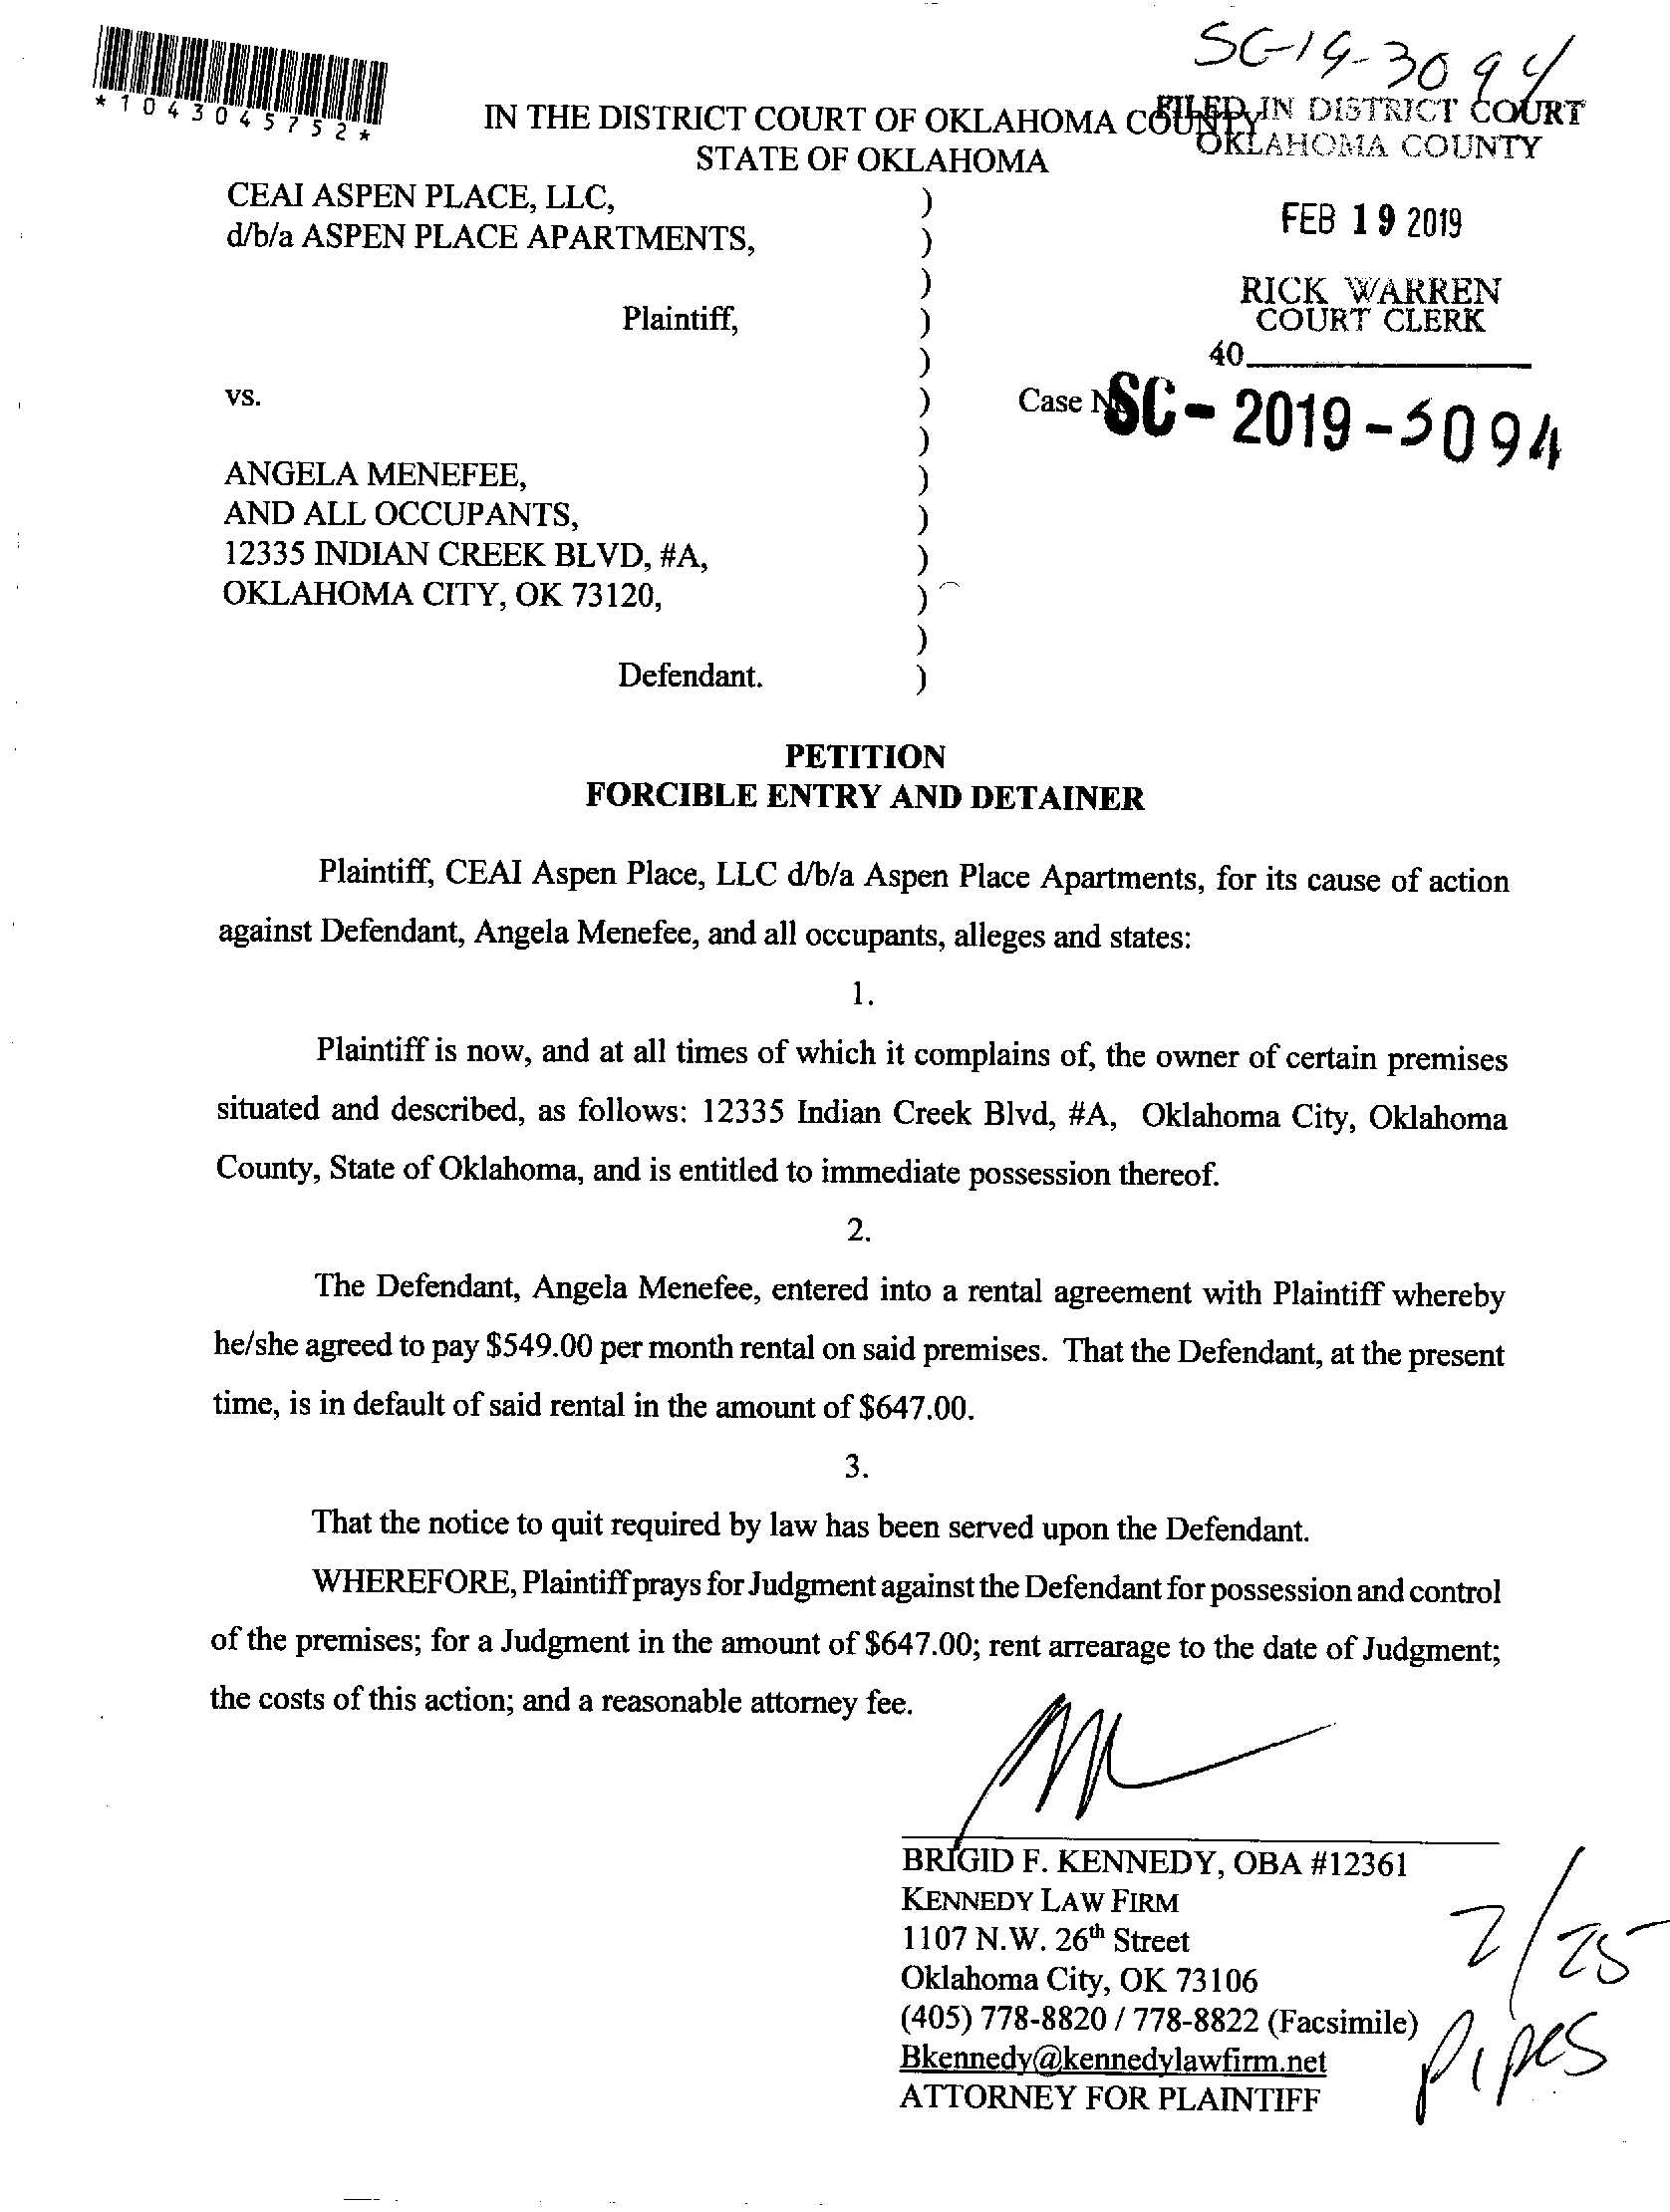 SC-19-3094
*1043045752*
IN THE DISTRICT COURT OF OKLAHOMA COUNTY
STATE OF OKLAHOMA
FILED IN DISTRICT COURT
OKLAHOMA COUNTY
FEB 19 2019
RICK WARREN
COURT CLERK
40
CEAI ASPEN PLACE, LLC, )
d/b/a ASPEN PLACE APARTMENTS, )
)
Plaintiff, )
)
vs. ) Case No. SC-2019-3094
)
ANGELA MENEFEE, )
AND ALL OCCUPANTS, )
12335 INDIAN CREEK BLVD, #A, )
OKLAHOMA CITY, OK 73120, )
)
Defendant. )
PETITION
FORCIBLE ENTRY AND DETAINER
Plaintiff, CEAI Aspen Place, LLC d/b/a Aspen Place Apartments, for its cause of action
against Defendant, Angela Menefee, and all occupants, alleges and states:
1.
Plaintiff is now, and at all times of which it complains of, the owner of certain premises
situated and described, as follows: 12335 Indian Creek Blvd, #A, Oklahoma City, Oklahoma
County, State of Oklahoma, and is entitled to immediate possession thereof.
2.
The Defendant, Angela Menefee, entered into a rental agreement with Plaintiff whereby
he/she agreed to pay $549.00 per month rental on said premises. That the Defendant, at the present
time, is in default of said rental in the amount of $647.00.
3.
That the notice to quit required by law has been served upon the Defendant.
WHEREFORE, Plaintiff prays for Judgment against the Defendant for possession and control
of the premises; for a Judgment in the amount of $647.00; rent arrearage to the date of Judgment;
the costs of this action; and a reasonable attorney fee.
BRIGID F. KENNEDY, OBA #12361
KENNEDY LAW FIRM
1107 N.W. 26th Street
Oklahoma City, OK 73106
(405) 778-8820 / 778-8822 (Facsimile)
Bkennedy@kennedylawfirm.net
ATTORNEY FOR PLAINTIFF
2/25
Pipes